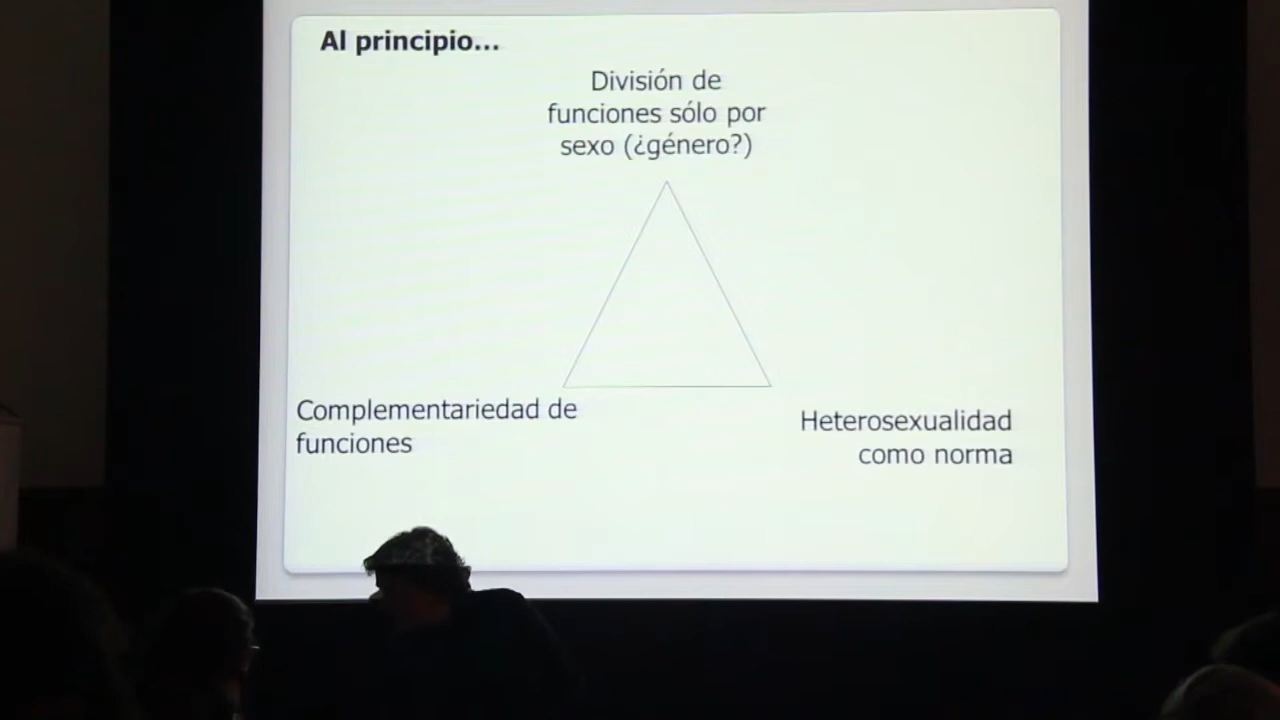 Al principio...
División de
funciones sólo por
sexo (¿género?)
Complementariedad de
funciones
Heterosexualidad
como norma